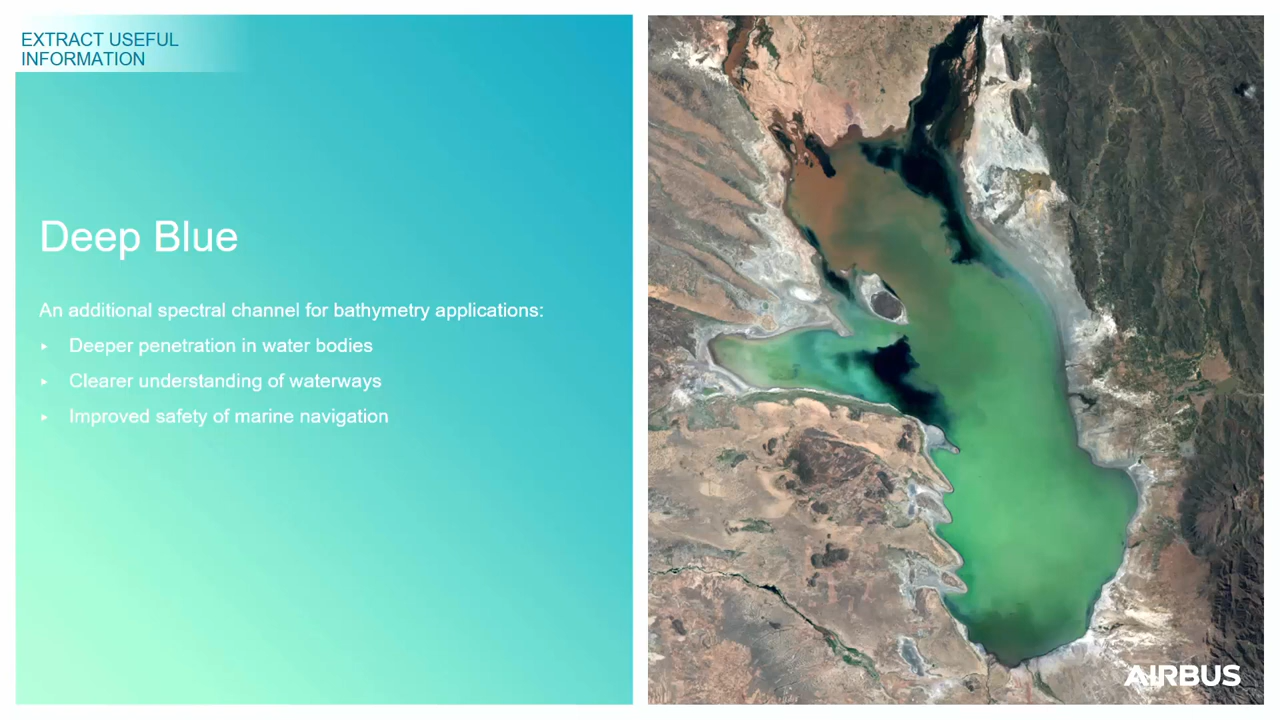 EXTRACT USEFUL
INFORMATION
Deep Blue
An additional spectral channel for bathymetry applications:
▸ Deeper penetration in water bodies
▸ Clearer understanding of waterways
▸ Improved safety of marine navigation
AIRBUS